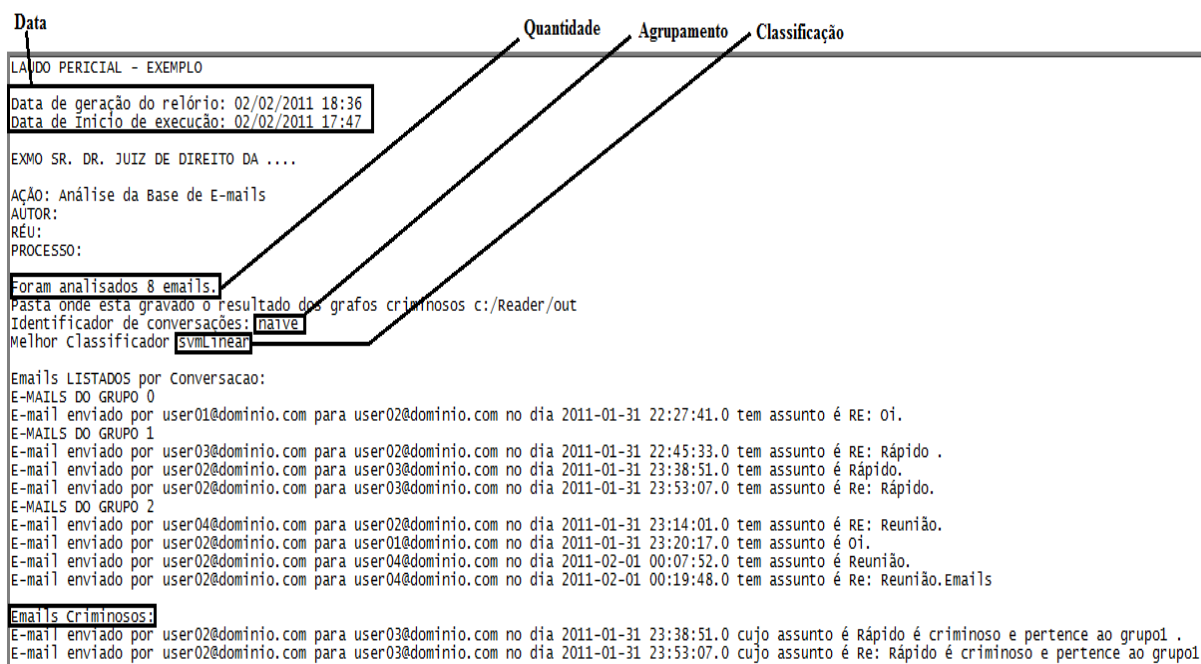 Data
Quantidade Agrupamento Classificação
LAUDO PERICIAL - EXEMPLO
Data de geração do relório: 02/02/2011 18:36
Data de Inicio de execucão: 02/02/2011 17:47
EXMO SR. DR. JUIZ DE DIREITO DA ....
AÇÃO: Análise da Base de E-mails
AUTOR:
RÉU:
PROCESSO:
Foram analisados 8 emails.
Pasta onde esta gravado o resultado dos grafos criminosos c:/Reader/out
Identificador de conversações: naive
Melhor Classificador svmLinear
Emails LISTADOS por Conversacao:
E-MAILS DO GRUPO 0
E-mail enviado por user01@dominio.com para user02@dominio.com no dia 2011-01-31 22:27:41.0 tem assunto é RE: Oi.
E-MAILS DO GRUPO 1
E-mail enviado por user03@dominio.com para user02@dominio.com no dia 2011-01-31 22:45:33.0 tem assunto é RE: Rápido .
E-mail enviado por user02@dominio.com para user03@dominio.com no dia 2011-01-31 23:38:51.0 tem assunto é Rápido.
E-mail enviado por user02@dominio.com para user03@dominio.com no dia 2011-01-31 23:53:07.0 tem assunto é Re: Rápido.
E-MAILS DO GRUPO 2
E-mail enviado por user04@dominio.com para user02@dominio.com no dia 2011-01-31 23:14:01.0 tem assunto é RE: Reunião.
E-mail enviado por user02@dominio.com para user01@dominio.com no dia 2011-01-31 23:20:17.0 tem assunto é Oi.
E-mail enviado por user02@dominio.com para user04@dominio.com no dia 2011-02-01 00:07:52.0 tem assunto é Reunião.
E-mail enviado por user02@dominio.com para user04@dominio.com no dia 2011-02-01 00:19:48.0 tem assunto é Re: Reunião.Emails
Emails Criminosos:
E-mail enviado por user02@dominio.com para user03@dominio.com no dia 2011-01-31 23:38:51.0 cujo assunto é Rápido é criminoso e pertence ao grupo1 .
E-mail enviado por user02@dominio.com para user03@dominio.com no dia 2011-01-31 23:53:07.0 cujo assunto é Re: Rápido é criminoso e pertence ao grupo1